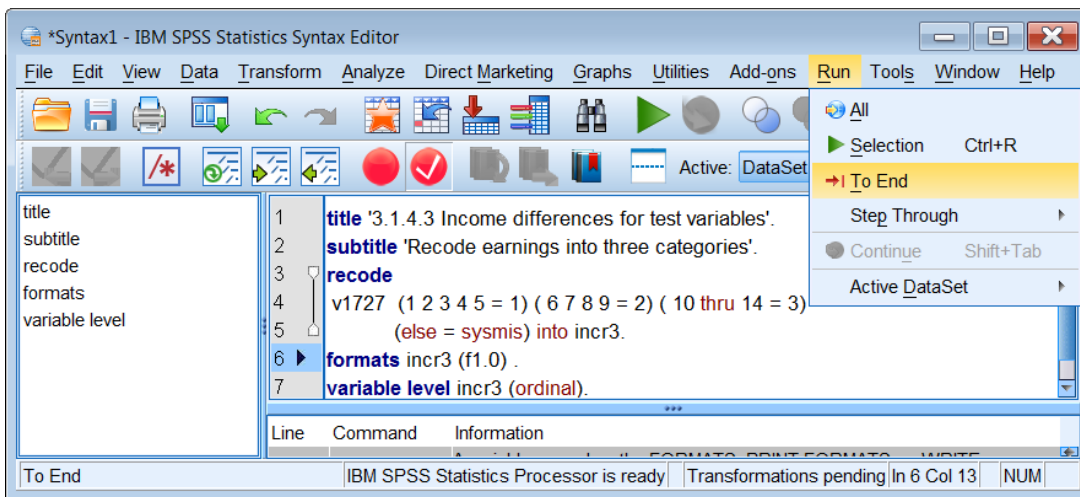 *Syntax1 - IBM SPSS Statistics Syntax Editor
File Edit View Data Transform Analyze Direct Marketing Graphs Utilities Add-ons Run Tools Window Help
All
Selection Ctrl+R
To End
Step Through
Continue Shift+Tab
Active DataSet
/*
Active: DataSet
title
subtitle
recode
formats
variable level
1 title '3.1.4.3 Income differences for test variables'.
2 subtitle 'Recode earnings into three categories'.
3 recode
4 v1727 (1 2 3 4 5 = 1) ( 6 7 8 9 = 2) ( 10 thru 14 = 3)
5 (else = sysmis) into incr3.
6 formats incr3 (f1.0) .
7 variable level incr3 (ordinal).
Line Command Information
To End IBM SPSS Statistics Processor is ready Transformations pending In 6 Col 13 NUM